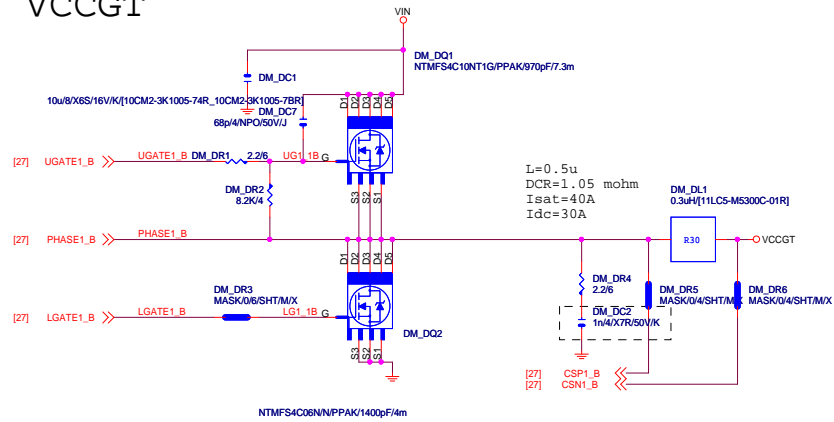 VCCGT
VIN
DM_DQ1
NTMFS4C10NT1G/PPAK/970pF/7.3m
DM_DC1
10u/8/X6S/16V/K/[10CM2-3K1005-74R_10CM2-3K1005-7BR]
DM_DC7
68p/4/NPO/50V/J
D1 D2 D3 D4 D5
[27] UGATE1_B UGATE1_B DM_DR1 2.2/6 UG1_1B G
DM_DR2
8.2K/4
S3 S2 S1
L=0.5u
DCR=1.05 mohm
Isat=40A
Idc=30A
DM_DL1
0.3uH/[11LC5-M5300C-01R]
[27] PHASE1_B PHASE1_B R30 VCCGT
D1 D2 D3 D4 D5
DM_DR3
MASK/0/6/SHT/M/X
[27] LGATE1_B LGATE1_B LG1_1B G
DM_DQ2
S3 S2 S1
NTMFS4C06N/N/PPAK/1400pF/4m
DM_DR4
2.2/6
DM_DC2
1n/4/X7R/50V/K
DM_DR5
MASK/0/4/SHT/M/X
DM_DR6
MASK/0/4/SHT/M/X
[27] CSP1_B
[27] CSN1_B